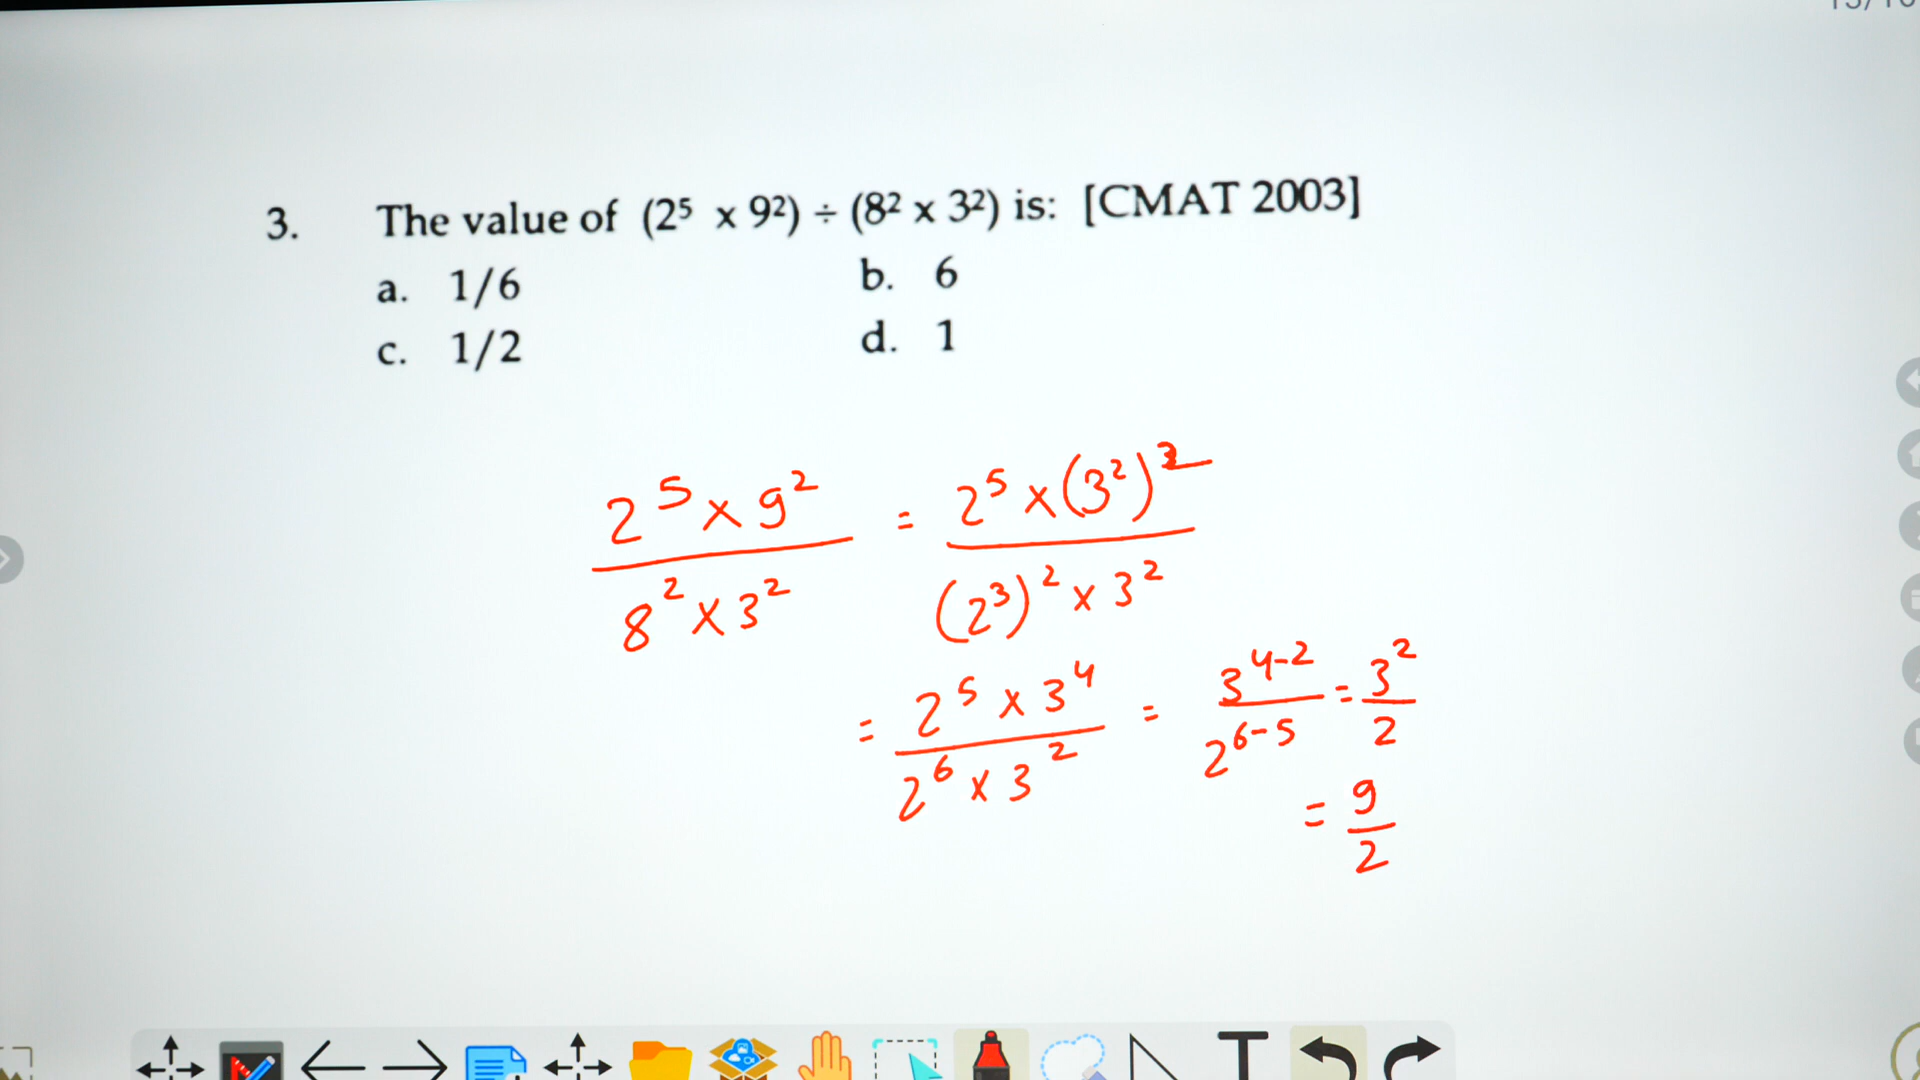 3. The value of (2⁵ x 9²) ÷ (8² x 3²) is: [CMAT 2003]
a. 1/6 b. 6
c. 1/2 d. 1
2⁵ x 9² / 8² x 3² = 2⁵ x (3²)² / (2³)² x 3²
= 2⁵ x 3⁴ / 2⁶ x 3² = 3⁴⁻² / 2⁶⁻⁵ = 3² / 2
= 9 / 2
T